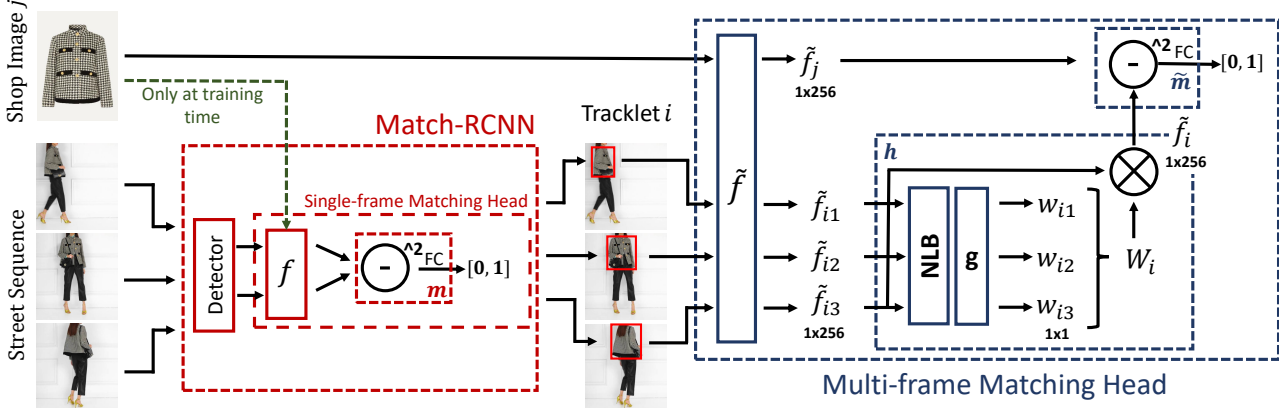 Shop Image j
Only at training
time
Match-RCNN
Tracklet i
Street Sequence
Single-frame Matching Head
Detector
f
-
^2
FC
[0, 1]
m
f̃
f̃j
1x256
f̃i1
f̃i2
f̃i3
1x256
h
NLB
g
wi1
wi2
wi3
1x1
Wi
f̃i
1x256
-
^2
FC
[0, 1]
m̃
Multi-frame Matching Head